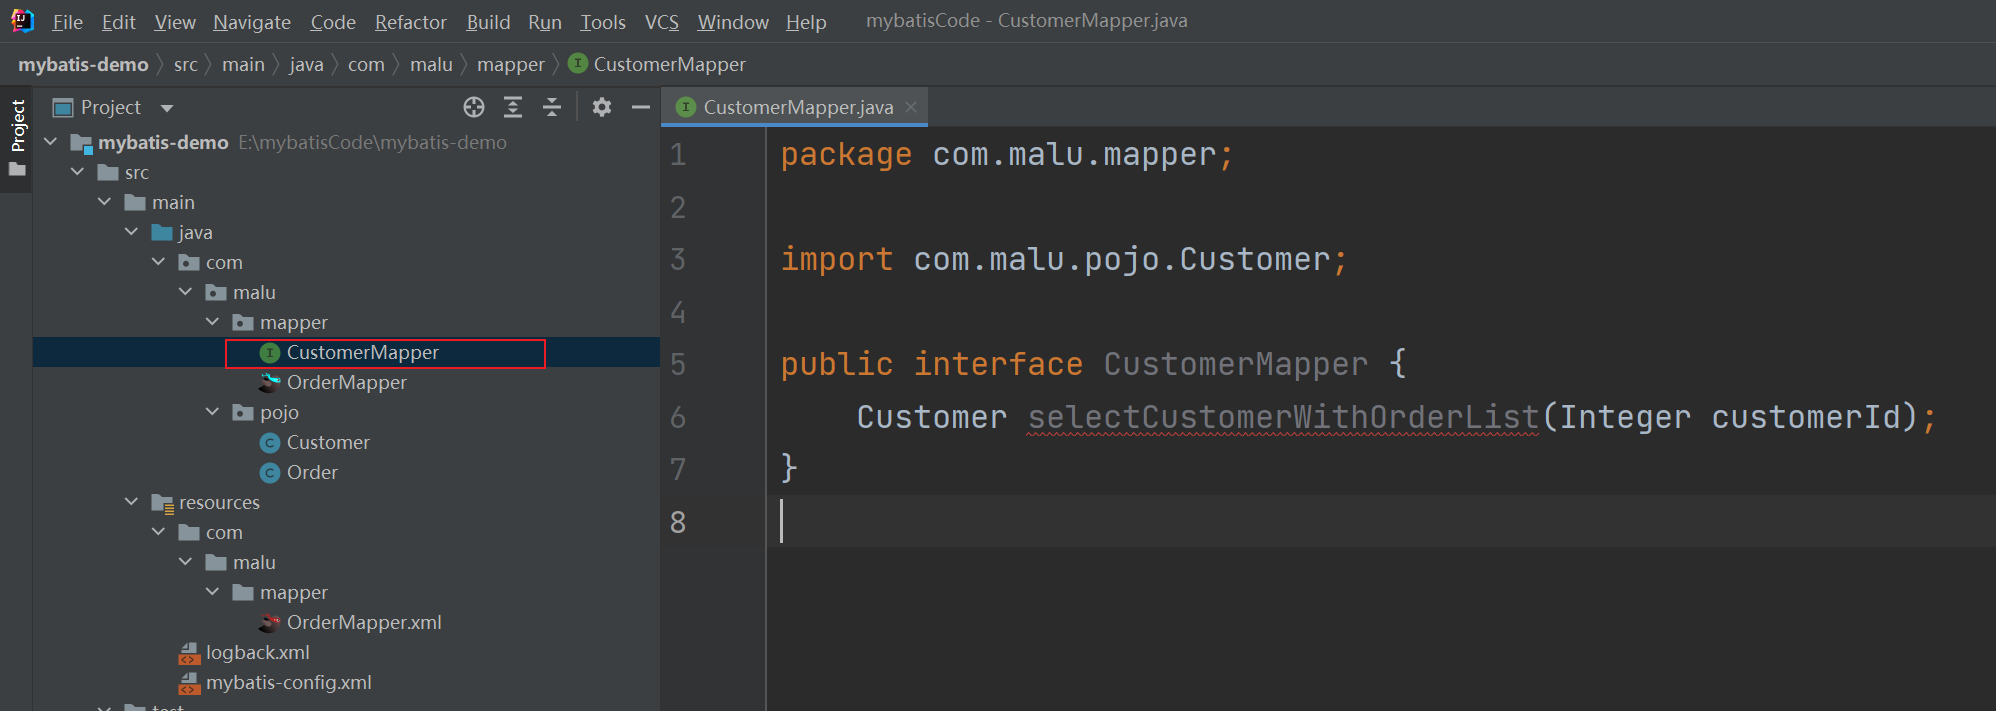 File Edit View Navigate Code Refactor Build Run Tools VCS Window Help mybatisCode - CustomerMapper.java
mybatis-demo src main java com malu mapper CustomerMapper
Project
Project
CustomerMapper.java
mybatis-demo E:\mybatisCode\mybatis-demo
src
main
java
com
malu
mapper
CustomerMapper
OrderMapper
pojo
Customer
Order
resources
com
malu
mapper
OrderMapper.xml
logback.xml
mybatis-config.xml
test
1 package com.malu.mapper;
2
3 import com.malu.pojo.Customer;
4
5 public interface CustomerMapper {
6 Customer selectCustomerWithOrderList(Integer customerId);
7 }
8